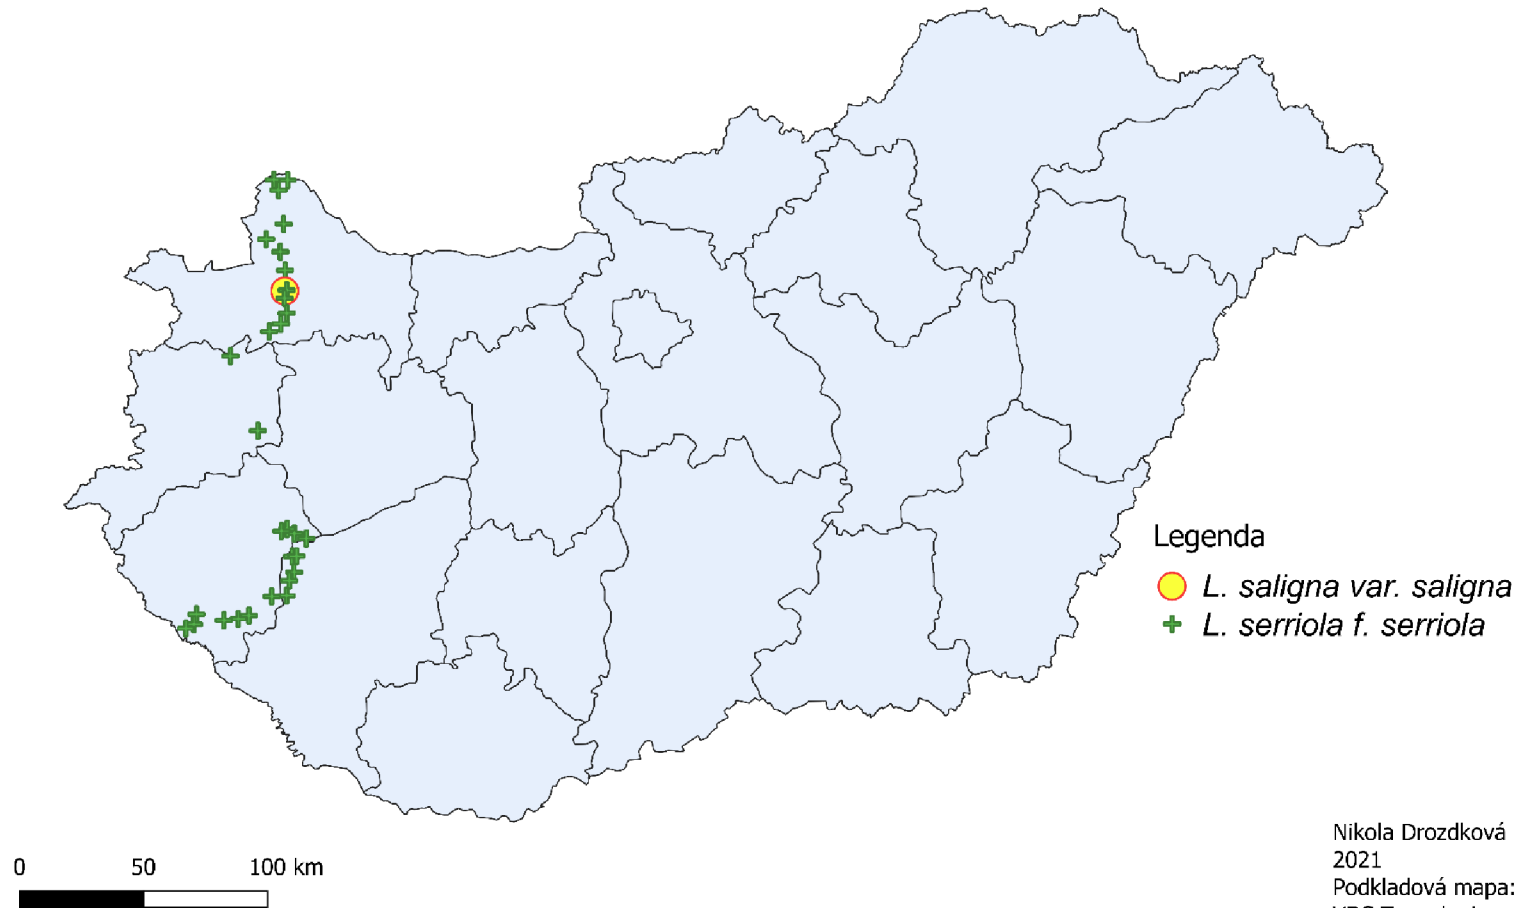 Legenda
L. saligna var. saligna
L. serriola f. serriola
Nikola Drozdková
2021
Podkladová mapa:
0 50 100 km